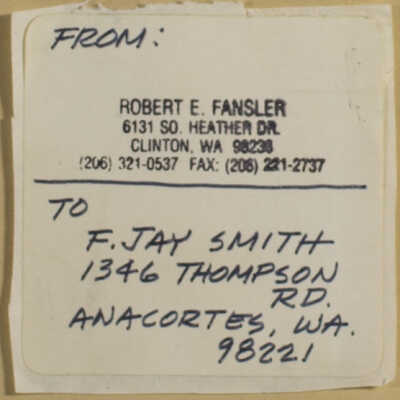 FROM:
ROBERT E. FANSLER
6131 SO. HEATHER DR.
CLINTON, WA 98236
(206) 321-0537 FAX: (206) 221-2737
TO
F. JAY SMITH
1346 THOMPSON
RD.
ANACORTES, WA.
98221